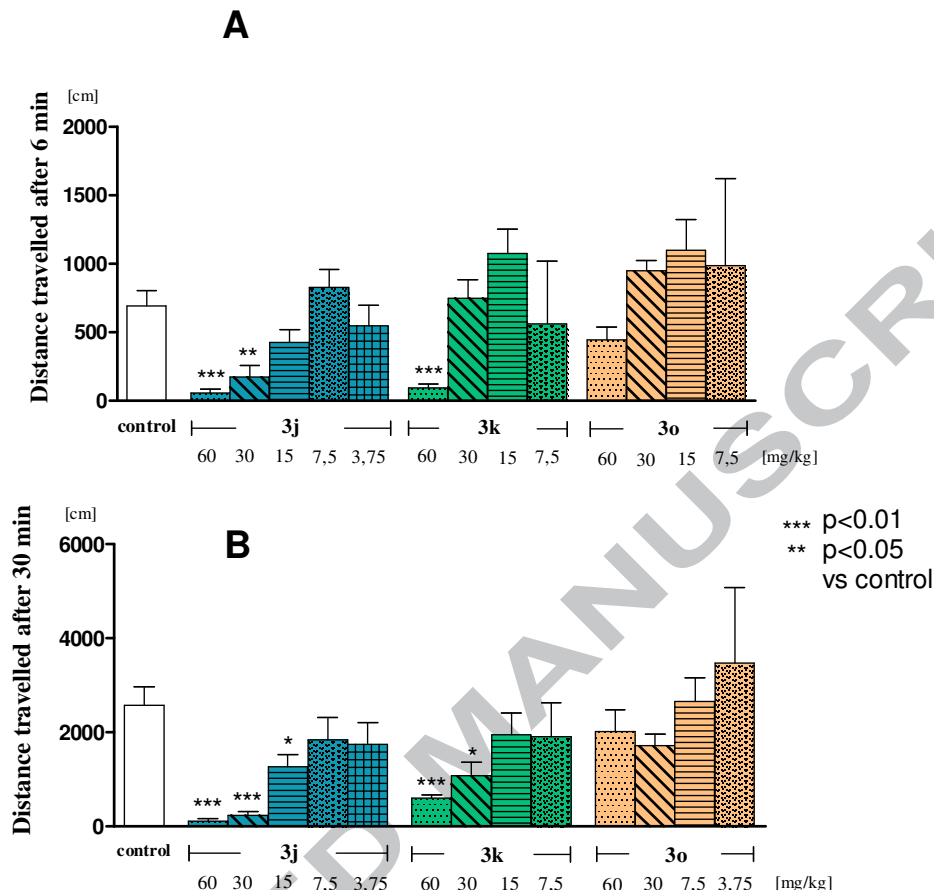 A
[cm]
Distance travelled after 6 min
2000
1500
1000
500
0
*** ** ***
control 3j 3k 3o
60 30 15 7,5 3,75 60 30 15 7,5 60 30 15 7,5 [mg/kg]
B
[cm]
Distance travelled after 30 min
6000
4000
2000
0
*** *** * *** *
*** p<0.01
** p<0.05
vs control
control 3j 3k 3o
60 30 15 7,5 3,75 60 30 15 7,5 60 30 7,5 3,75 [mg/kg]
D MANUSCRI